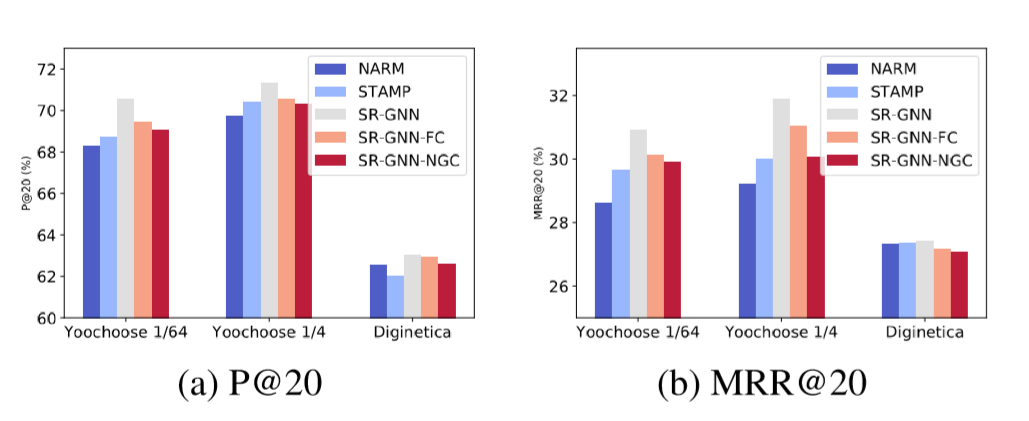 72
70
68
66
64
62
60
P@20 (%)
NARM
STAMP
SR-GNN
SR-GNN-FC
SR-GNN-NGC
Yoochoose 1/64 Yoochoose 1/4 Diginetica
(a) P@20
32
30
28
26
MRR@20 (%)
NARM
STAMP
SR-GNN
SR-GNN-FC
SR-GNN-NGC
Yoochoose 1/64 Yoochoose 1/4 Diginetica
(b) MRR@20